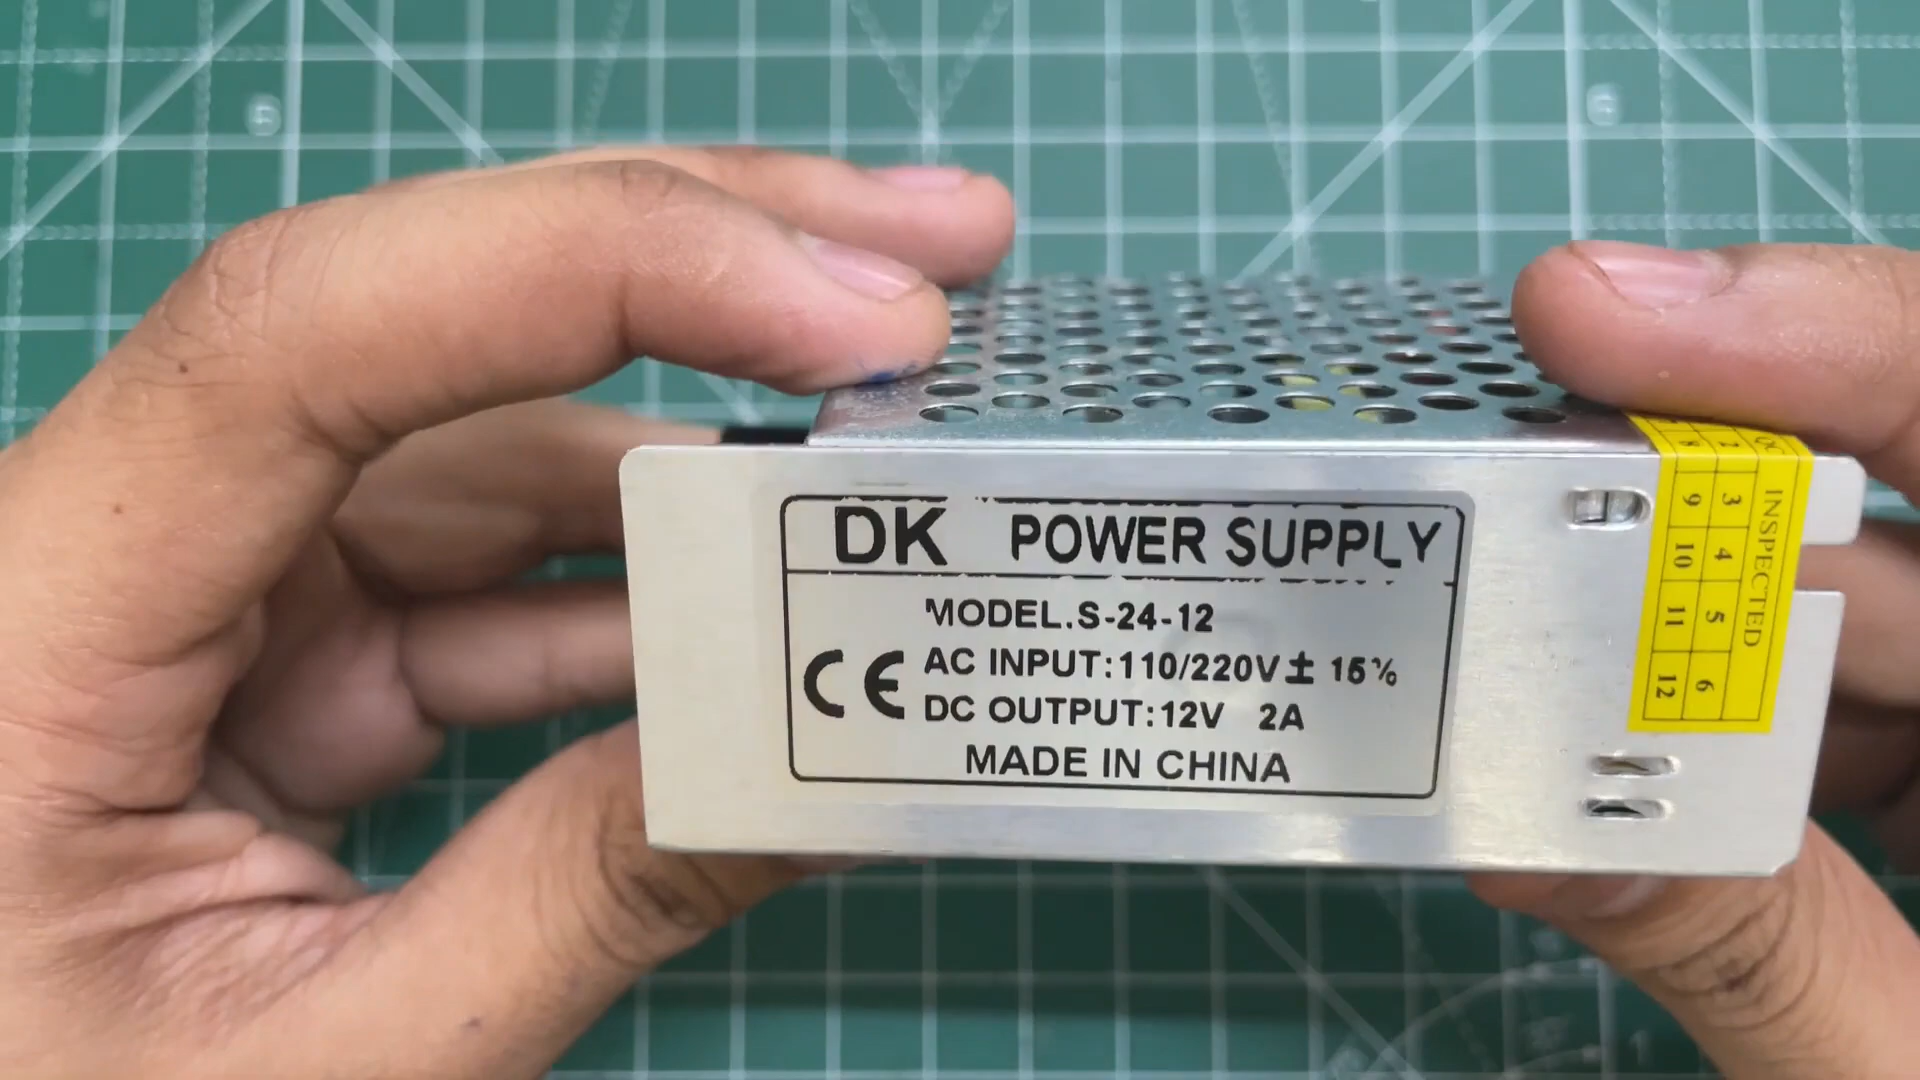 DK POWER SUPPLY
MODEL.S-24-12
CE
AC INPUT:110/220V± 15%
DC OUTPUT:12V 2A
MADE IN CHINA
QC INSPECTED
2 3 4 5 6
8 9 10 11 12